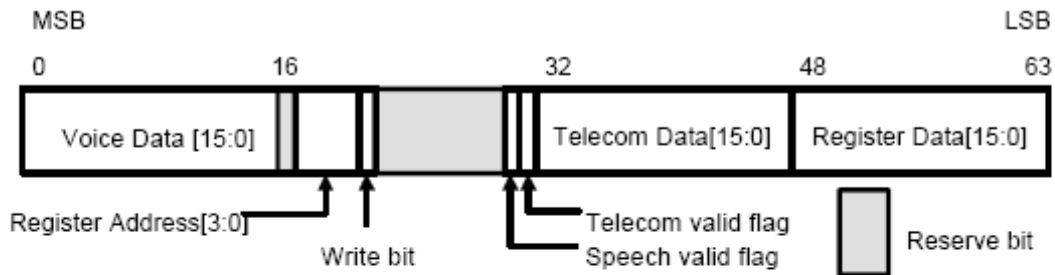 MSB LSB
0 16 32 48 63
Voice Data [15:0] Telecom Data[15:0] Register Data[15:0]
Register Address[3:0] Telecom valid flag
Write bit Speech valid flag Reserve bit